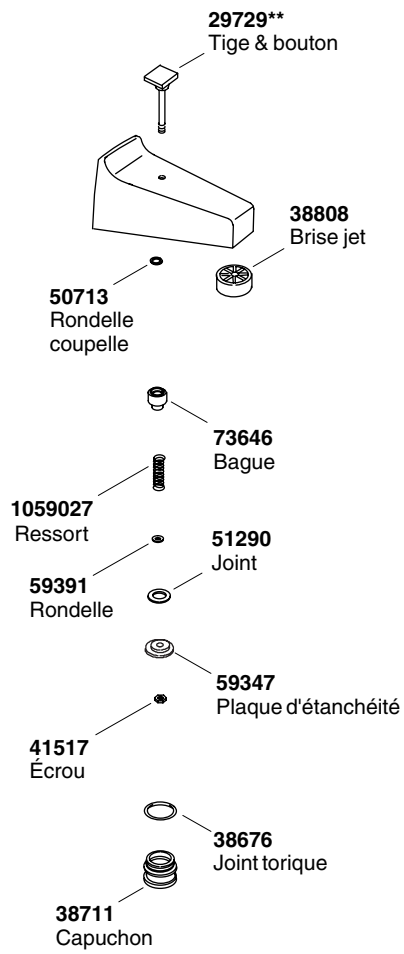 29729**
Tige & bouton
38808
Brise jet
50713
Rondelle
coupelle
73646
Bague
1059027
Ressort
51290
Joint
59391
Rondelle
59347
Plaque d'étanchéité
41517
Écrou
38676
Joint torique
38711
Capuchon